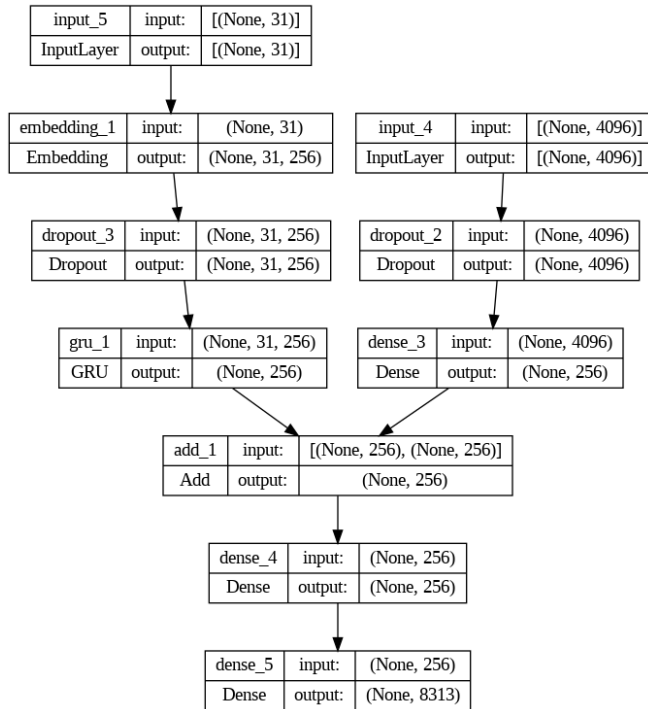 input_5 input: [(None, 31)]
InputLayer output: [(None, 31)]
embedding_1 input: (None, 31)
Embedding output: (None, 31, 256)
input_4 input: [(None, 4096)]
InputLayer output: [(None, 4096)]
dropout_3 input: (None, 31, 256)
Dropout output: (None, 31, 256)
dropout_2 input: (None, 4096)
Dropout output: (None, 4096)
gru_1 input: (None, 31, 256)
GRU output: (None, 256)
dense_3 input: (None, 4096)
Dense output: (None, 256)
add_1 input: [(None, 256), (None, 256)]
Add output: (None, 256)
dense_4 input: (None, 256)
Dense output: (None, 256)
dense_5 input: (None, 256)
Dense output: (None, 8313)